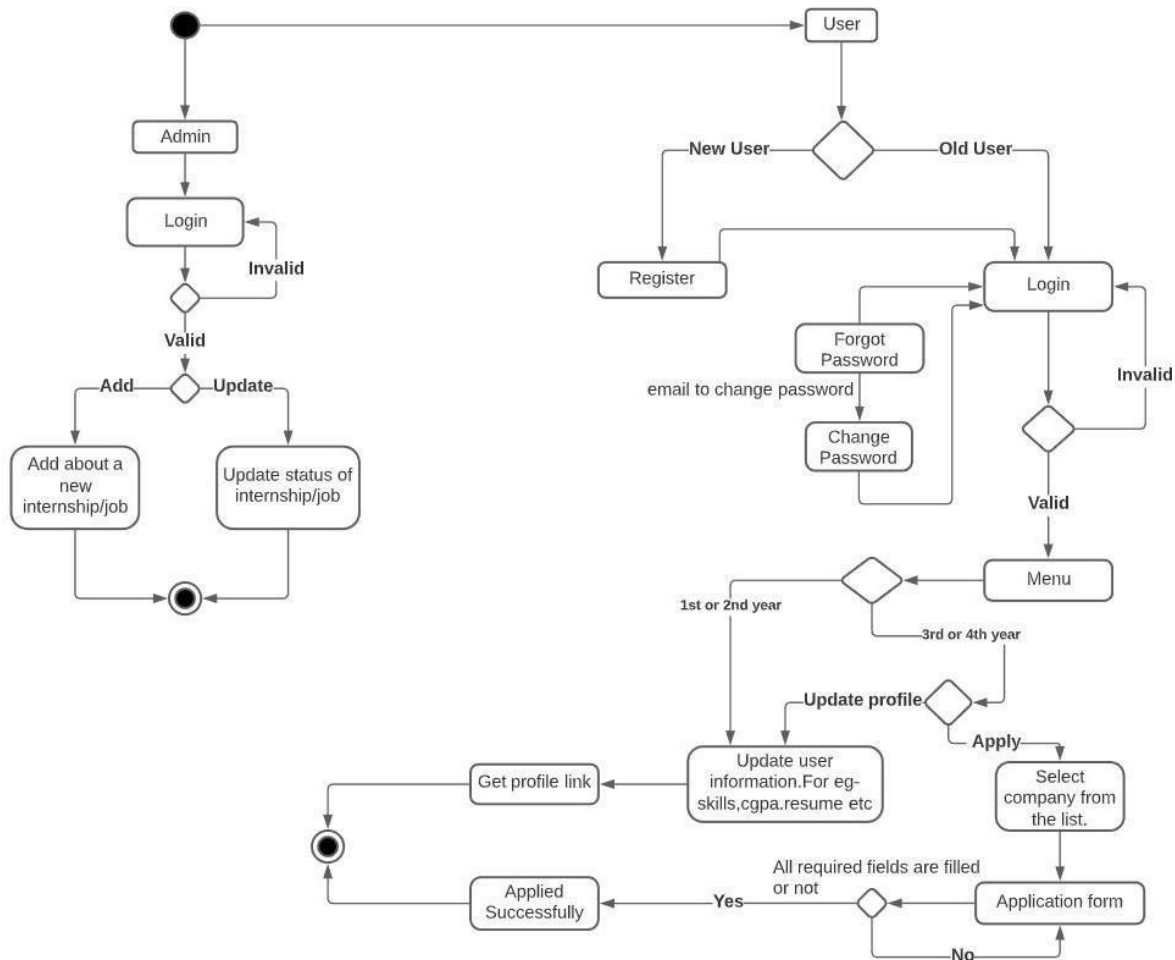 User
Admin
New User
Old User
Login
Invalid
Register
Login
Valid
Forgot
Password
Invalid
Add
Update
email to change password
Change
Password
Add about a
new
internship/job
Update status of
internship/job
Valid
Menu
1st or 2nd year
3rd or 4th year
Update profile
Apply
Update user
information.For eg-
skills,cgpa.resume etc
Get profile link
Select
company from
the list.
All required fields are filled
or not
Applied
Successfully
Yes
Application form
No